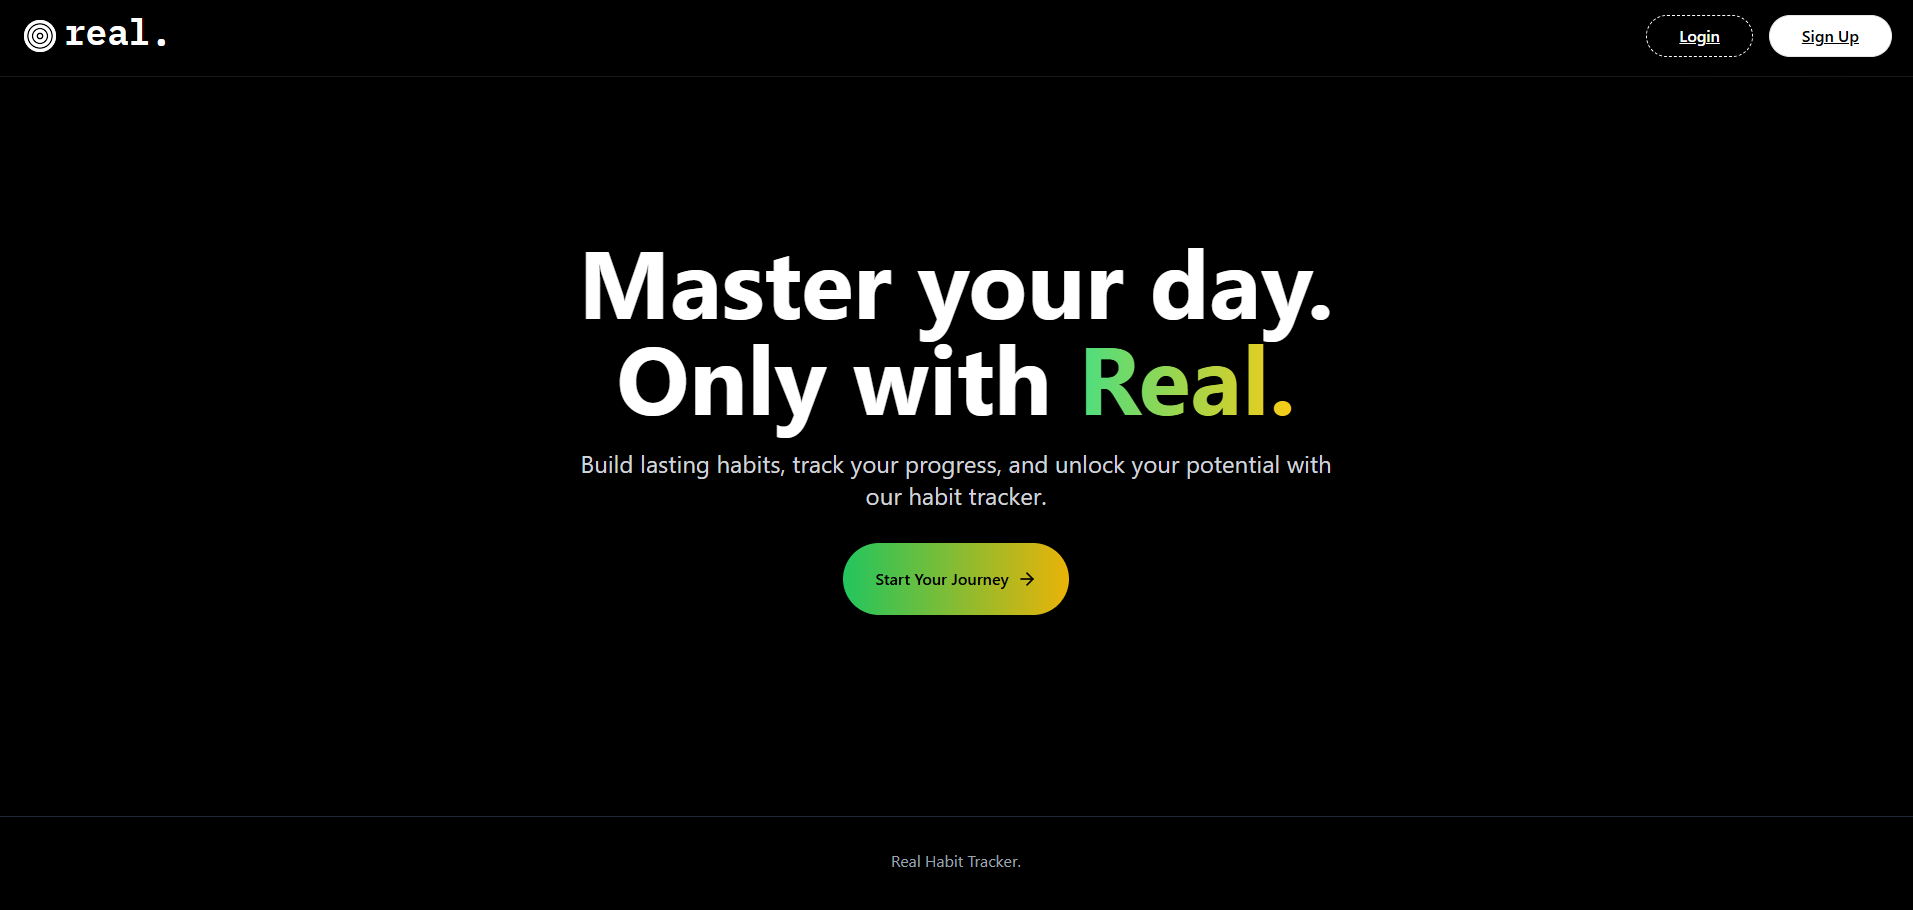 real.
Login
Sign Up
Master your day.
Only with Real.
Build lasting habits, track your progress, and unlock your potential with
our habit tracker.
Start Your Journey →
Real Habit Tracker.